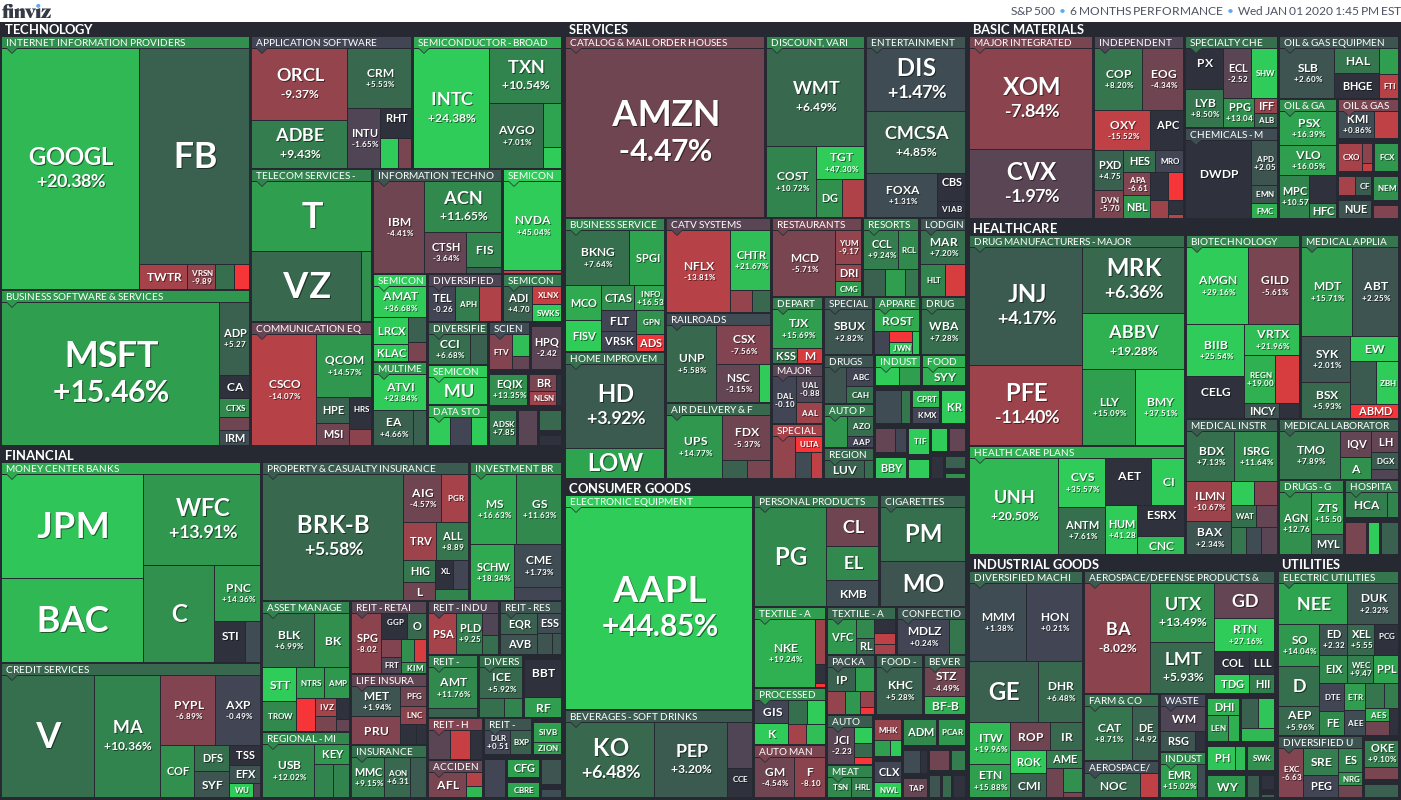 finviz
S&P 500 • 6 MONTHS PERFORMANCE • Wed JAN 01 2020 1:45 PM EST
TECHNOLOGY
INTERNET INFORMATION PROVIDERS
GOOGL
+20.38%
FB
TWTR
VRSN
-9.89
APPLICATION SOFTWARE
ORCL
-9.37%
CRM
+5.53%
ADBE
+9.43%
INTU
-1.65%
RHT
SEMICONDUCTOR - BROAD
INTC
+24.38%
TXN
+10.54%
AVGO
+7.01%
TELECOM SERVICES -
T
VZ
INFORMATION TECHNO
IBM
-4.41%
ACN
+11.65%
CTSH
-3.64%
FIS
SEMICON
NVDA
+45.04%
BUSINESS SOFTWARE & SERVICES
MSFT
+15.46%
ADP
+5.27
CA
CTXS
IRM
COMMUNICATION EQ
CSCO
-14.07%
QCOM
+14.57%
HPE
HRS
MSI
SEMICON
AMAT
+36.68%
LRCX
KLAC
DIVERSIFIED
TEL
-0.26
APH
SEMICON
ADI
+4.70
XLNX
SWKS
MULTIME
ATVI
+23.84%
EA
+4.66%
DIVERSIFIE
CCI
+6.68%
SCIEN
FTV
HPQ
-2.42
SEMICON
MU
EQIX
+13.35%
BR
NLSN
DATA STO
ADSK
+7.85
FINANCIAL
MONEY CENTER BANKS
JPM
WFC
+13.91%
BAC
C
PNC
+14.36%
STI
PROPERTY & CASUALTY INSURANCE
BRK-B
+5.58%
AIG
-4.57%
PGR
TRV
ALL
+8.89
HIG
XL
L
INVESTMENT BR
MS
+16.63%
GS
+11.63%
SCHW
+18.34%
CME
+1.73%
CREDIT SERVICES
V
MA
+10.36%
PYPL
-6.89%
AXP
-0.49%
COF
DFS
TSS
SYF
EFX
WU
ASSET MANAGE
BLK
+6.99%
BK
STT
NTRS
AMP
TROW
IVZ
REGIONAL - MI
USB
+12.02%
KEY
REIT - RETAI
SPG
-8.02
GGP
O
FRT
KIM
LIFE INSURA
MET
+1.94%
PFG
LNC
PRU
INSURANCE
MMC
+9.15%
AON
+6.31
REIT - INDU
PSA
PLD
+9.25
REIT - RES
EQR
ESS
AVB
REIT -
AMT
+11.76%
DIVERS
ICE
+5.92%
BBT
RF
REIT - H
REIT -
DLR
+0.51
BXP
SIVB
ZION
ACCIDEN
AFL
CFG
CBRE
SERVICES
CATALOG & MAIL ORDER HOUSES
AMZN
-4.47%
DISCOUNT, VARI
WMT
+6.49%
COST
+10.72%
TGT
+47.30%
DG
ENTERTAINMENT
DIS
+1.47%
CMCSA
+4.85%
FOXA
+1.31%
CBS
VIAB
BUSINESS SERVICE
BKNG
+7.64%
SPGI
MCO
CTAS
INFO
+16.53
FISV
FLT
GPN
VRSK
ADS
CATV SYSTEMS
NFLX
-13.81%
CHTR
+21.67%
RESTAURANTS
MCD
-5.71%
YUM
-9.17
DRI
CMG
RESORTS
CCL
+9.24%
RCL
LODGIN
MAR
+7.20%
HLT
RAILROADS
UNP
+5.58%
CSX
-7.56%
NSC
-3.15%
DEPART
TJX
+15.69%
KSS
M
SPECIAL
SBUX
+2.82%
APPARE
ROST
JWN
DRUG
WBA
+7.28%
HOME IMPROVEM
HD
+3.92%
LOW
AIR DELIVERY & F
UPS
+14.77%
FDX
-5.37%
MAJOR
DAL
-0.10
UAL
-0.88
AAL
DRUGS
ABC
CAH
INDUST
FOOD
SYY
CPRT
KMX
KR
SPECIAL
ULTA
AUTO P
AZO
AAP
REGION
LUV
TIF
BBY
CONSUMER GOODS
ELECTRONIC EQUIPMENT
AAPL
+44.85%
PERSONAL PRODUCTS
PG
CL
EL
KMB
CIGARETTES
PM
MO
TEXTILE - A
NKE
+19.24%
TEXTILE - A
VFC
RL
CONFECTIO
MDLZ
+0.24%
PACKA
IP
FOOD -
KHC
+5.28%
BEVER
STZ
-4.49%
BF-B
BEVERAGES - SOFT DRINKS
KO
+6.48%
PEP
+3.20%
CCE
PROCESSED
GIS
K
AUTO MAN
GM
-4.54%
F
-8.10
AUTO
JCI
-2.23
MEAT
TSN
HRL
MHK
ADM
PCAR
CLX
NWL
TAP
BASIC MATERIALS
MAJOR INTEGRATED
XOM
-7.84%
CVX
-1.97%
INDEPENDENT
COP
+8.20%
EOG
-4.34%
OXY
-15.52%
APC
PXD
+4.75
HES
MRO
APA
-6.61
DVN
-5.70
NBL
SPECIALTY CHE
PX
ECL
-2.52
SHW
LYB
+8.50%
PPG
+13.04
IFF
ALB
CHEMICALS - M
DWDP
APD
+2.05
EMN
FMC
OIL & GAS EQUIPMEN
SLB
+2.60%
HAL
BHGE
FTI
OIL & GA
PSX
+16.39%
VLO
+16.05%
MPC
+10.57
HFC
OIL & GAS
KMI
+0.86%
CXO
FCX
CF
NEM
NUE
HEALTHCARE
DRUG MANUFACTURERS - MAJOR
JNJ
+4.17%
MRK
+6.36%
ABBV
+19.28%
PFE
-11.40%
LLY
+15.09%
BMY
+37.51%
BIOTECHNOLOGY
AMGN
+29.16%
GILD
-5.61%
BIIB
+25.54%
VRTX
+21.96%
CELG
REGN
+19.00
INCY
MEDICAL APPLIA
MDT
+15.71%
ABT
+2.25%
SYK
+2.01%
EW
BSX
+5.93%
ZBH
ABMD
HEALTH CARE PLANS
UNH
+20.50%
CVS
+35.57%
AET
CI
ANTM
+7.61%
HUM
+41.28
ESRX
CNC
MEDICAL INSTR
BDX
+7.13%
ISRG
+11.64%
ILMN
-10.67%
WAT
BAX
+2.34%
MEDICAL LABORATOR
TMO
+7.89%
IQV
LH
A
DGX
DRUGS - G
AGN
+12.76
ZTS
+15.50
MYL
HOSPITA
HCA
INDUSTRIAL GOODS
DIVERSIFIED MACHI
MMM
+1.38%
HON
+0.21%
GE
DHR
+6.48%
ITW
+19.96%
ROP
IR
ROK
AME
ETN
+15.88%
CMI
AEROSPACE/DEFENSE PRODUCTS &
BA
-8.02%
UTX
+13.49%
GD
RTN
+27.16%
LMT
+5.93%
COL
LLL
TDG
HII
FARM & CO
CAT
+8.71%
DE
+4.92
WASTE
WM
RSG
DHI
LEN
AEROSPACE/
NOC
INDUST
EMR
+15.02%
PH
SWK
WY
UTILITIES
ELECTRIC UTILITIES
NEE
DUK
+2.32%
SO
+14.04%
ED
+2.32
XEL
+5.55
PCG
D
EIX
WEC
+9.47
PPL
DTE
ETR
AEP
+5.96%
FE
AEE
AES
DIVERSIFIED U
EXC
-6.63
SRE
ES
PEG
NRG
OKE
+9.10%